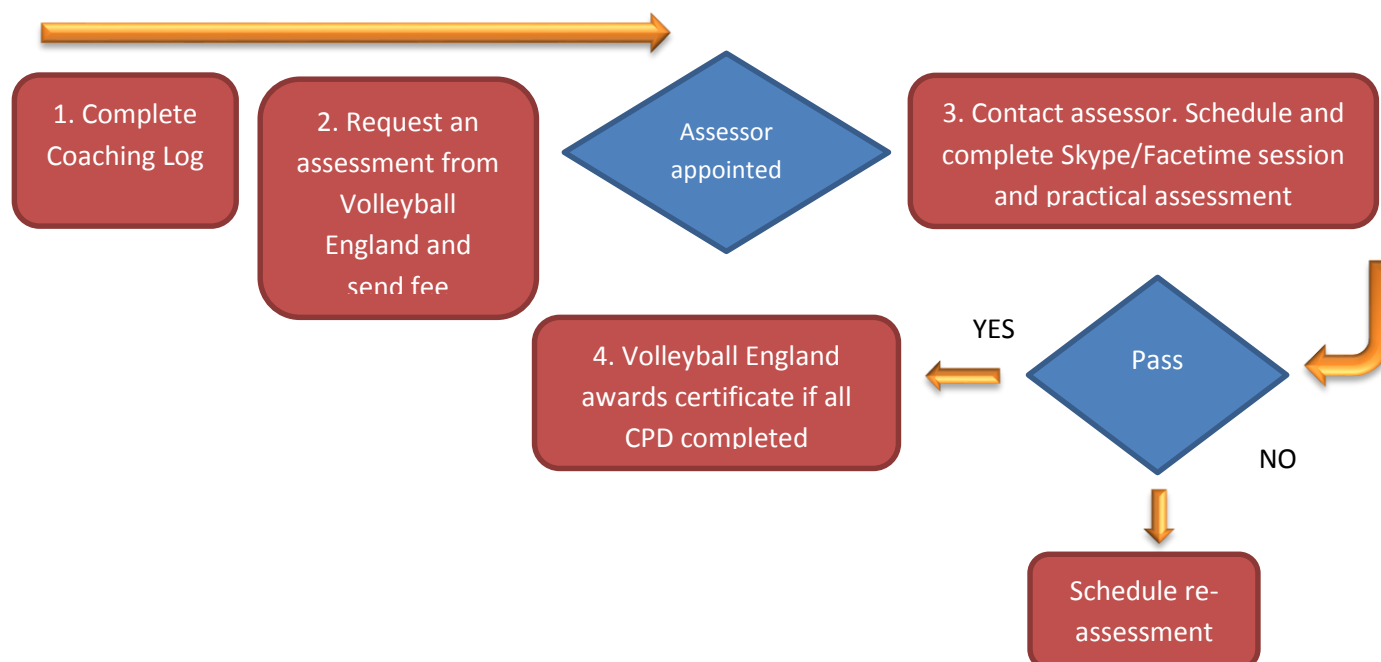 1. Complete
Coaching Log
2. Request an
assessment from
Volleyball
England and
send fee
Assessor
appointed
3. Contact assessor. Schedule and
complete Skype/Facetime session
and practical assessment
YES
Pass
NO
4. Volleyball England
awards certificate if all
CPD completed
Schedule re-
assessment